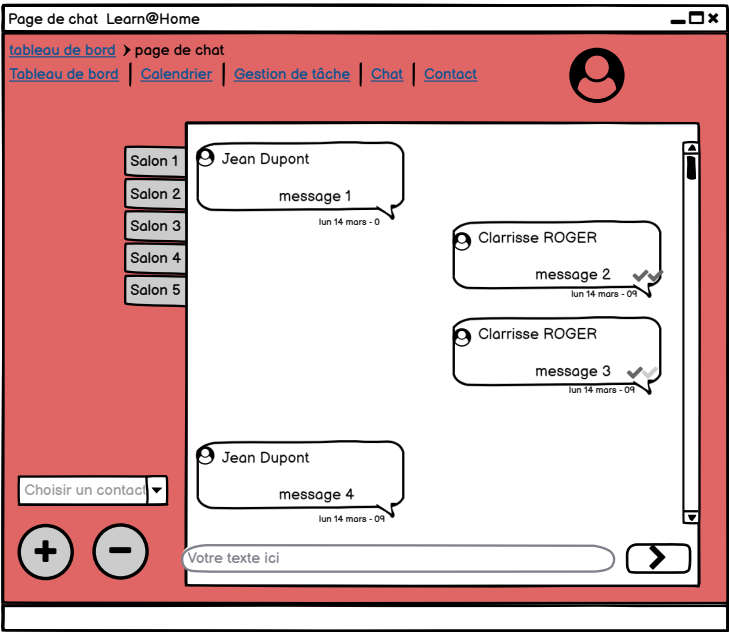 Page de chat Learn@Home
tableau de bord page de chat
Tableau de bord Calendrier Gestion de tâche Chat Contact
Salon 1
Salon 2
Salon 3
Salon 4
Salon 5
Jean Dupont
message 1
lun 14 mars - 0
Clarrisse ROGER
message 2
lun 14 mars - 09
Clarrisse ROGER
message 3
lun 14 mars - 09
Jean Dupont
message 4
lun 14 mars - 09
Choisir un contact
Votre texte ici